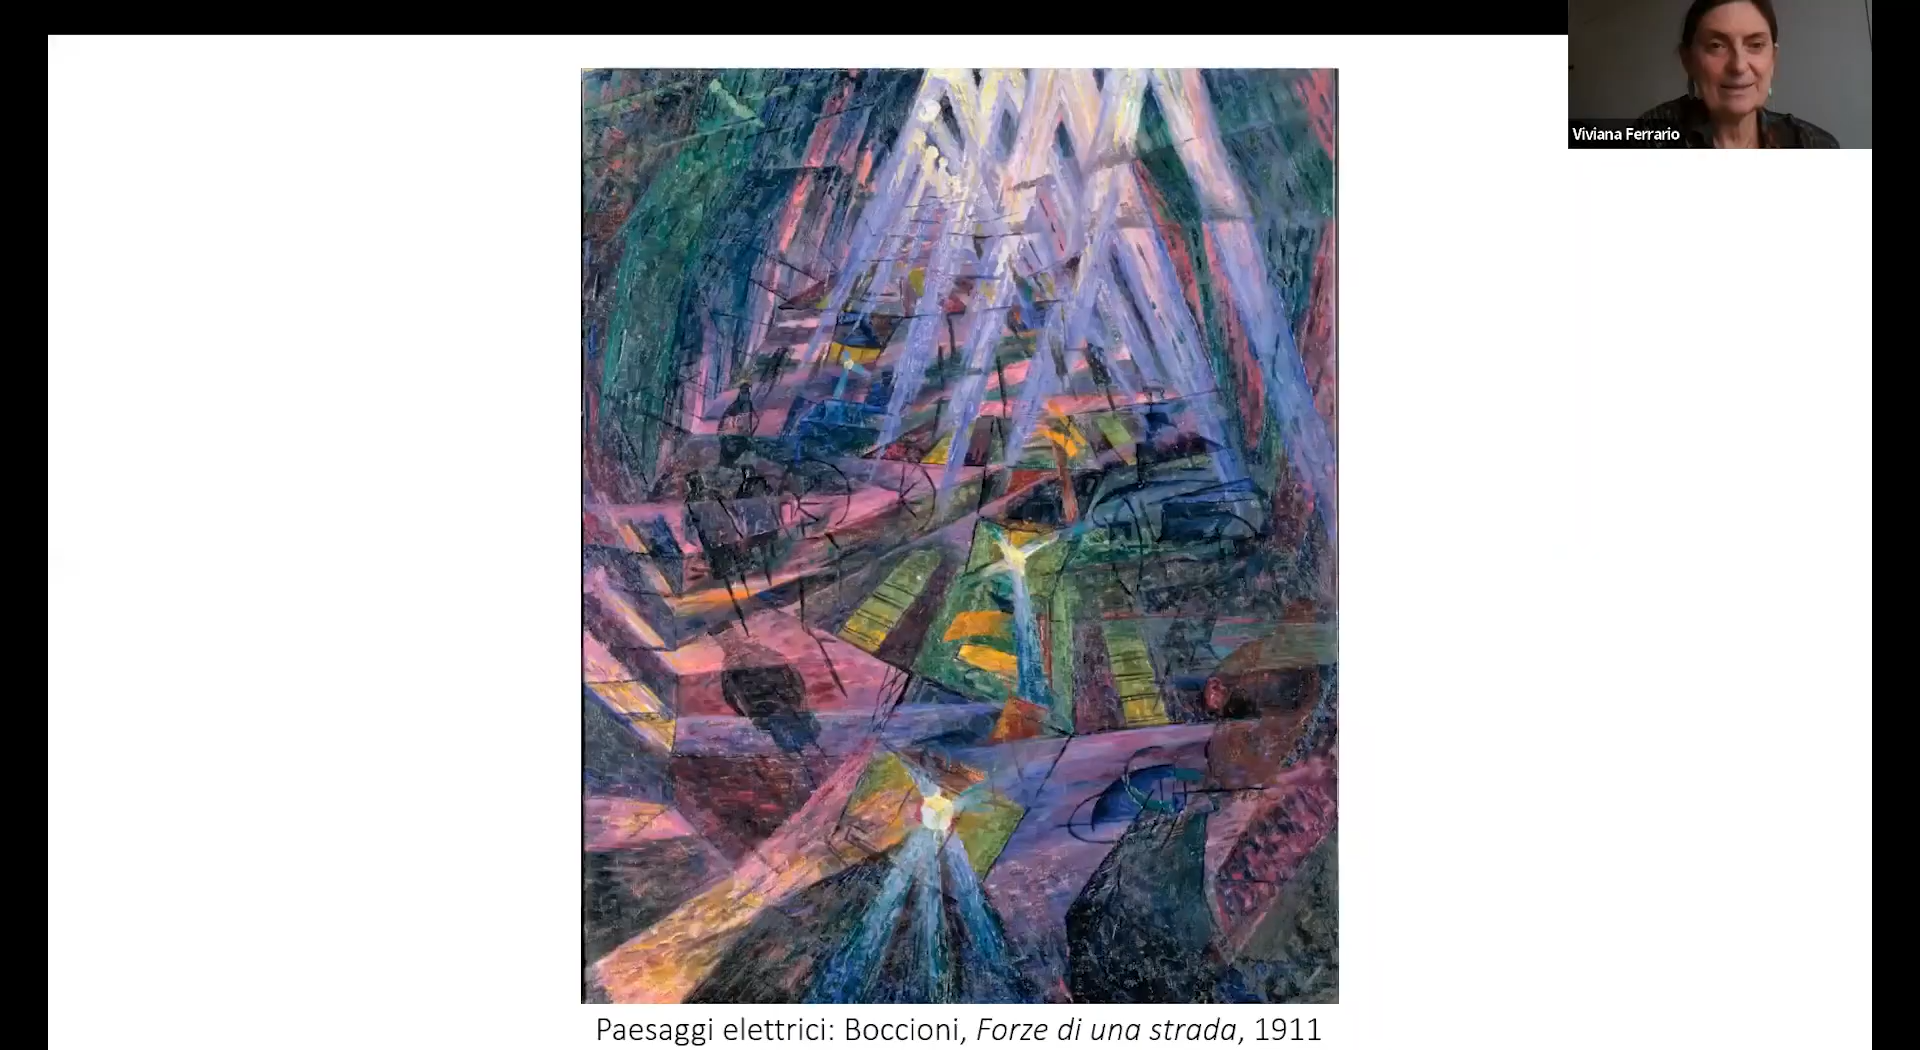 Viviana Ferrario
Paesaggi elettrici: Boccioni, Forze di una strada, 1911